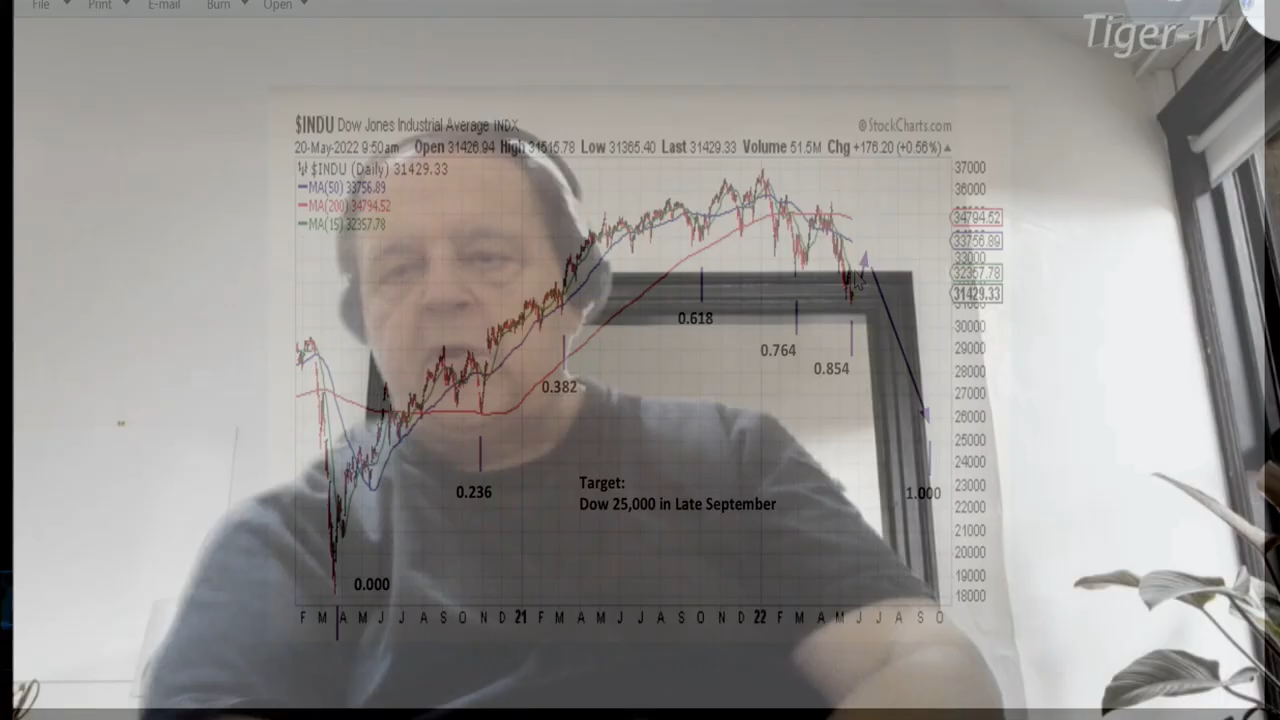 File Print E-mail Burn Open
Tiger-TV
$INDU Dow Jones Industrial Average INDX
© StockCharts.com
20-May-2022 9:50am Open 31426.94 High 31515.78 Low 31365.40 Last 31429.33 Volume 51.5M Chg +176.20 (+0.56%)
$INDU (Daily) 31429.33
MA(50) 33756.89
MA(200) 34794.52
MA(15) 32357.78
37000
36000
34794.52
33756.89
33000
32357.78
31429.33
30000
29000
28000
27000
26000
25000
24000
23000
22000
21000
20000
19000
18000
0.618
0.764
0.854
0.382
0.236
1.000
Target:
Dow 25,000 in Late September
0.000
F M A M J J A S O N D 21 F M A M J J A S O N D 22 F M A M J J A S O